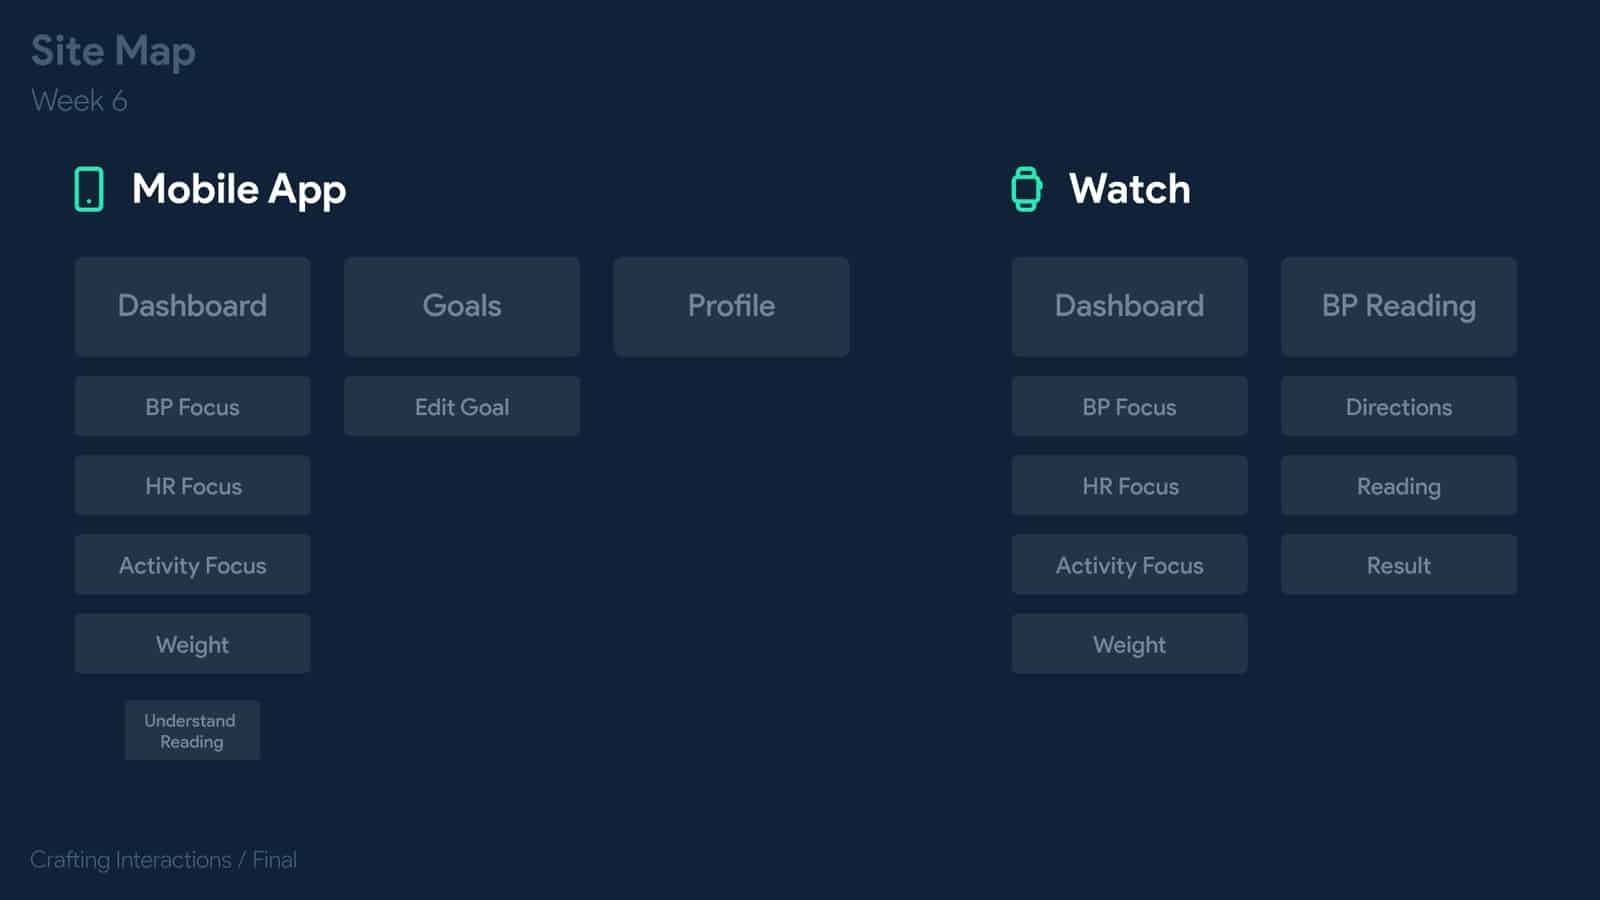 Site Map
Week 6
Mobile App
Dashboard
Goals
Profile
BP Focus
Edit Goal
HR Focus
Activity Focus
Weight
Understand
Reading
Watch
Dashboard
BP Reading
BP Focus
Directions
HR Focus
Reading
Activity Focus
Result
Weight
Crafting Interactions / Final